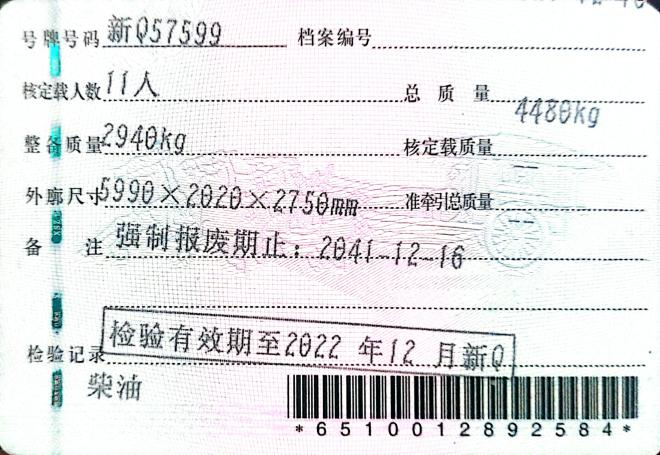 号牌号码 新Q57599 档案编号
核定载人数 11人 总质量 4480kg
整备质量 2940kg 核定载质量 --
外廓尺寸 5990×2020×2750mm 准牵引总质量 --
备注 强制报废期止：2041-12-16
检验记录 检验有效期至2022年12月新Q
柴油
*6510012892584*